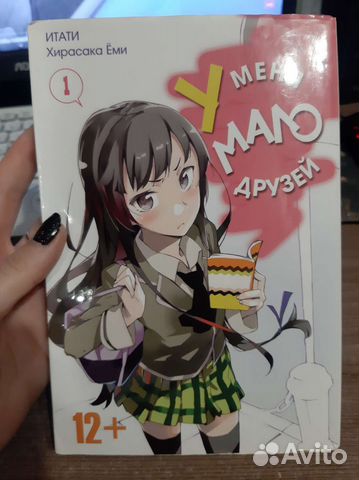 ИТАТИ
Хирасака Ёми
1
У МЕНЯ
МАЛО
ДРУЗЕЙ
12+
Avito